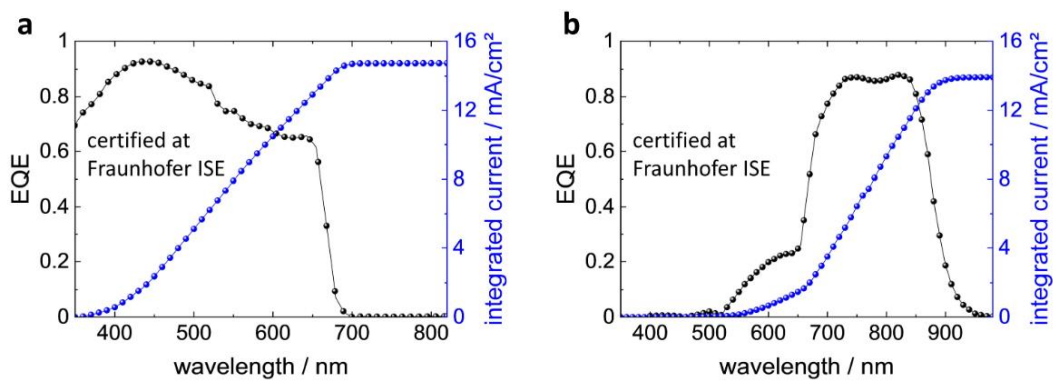 a
1
0.8
0.6
0.4
0.2
0
EQE
certified at
Fraunhofer ISE
16
12
8
4
0
integrated current / mA/cm²
400 500 600 700 800
wavelength / nm
b
1
0.8
0.6
0.4
0.2
0
EQE
certified at
Fraunhofer ISE
16
12
8
4
0
integrated current / mA/cm²
400 500 600 700 800 900
wavelength / nm